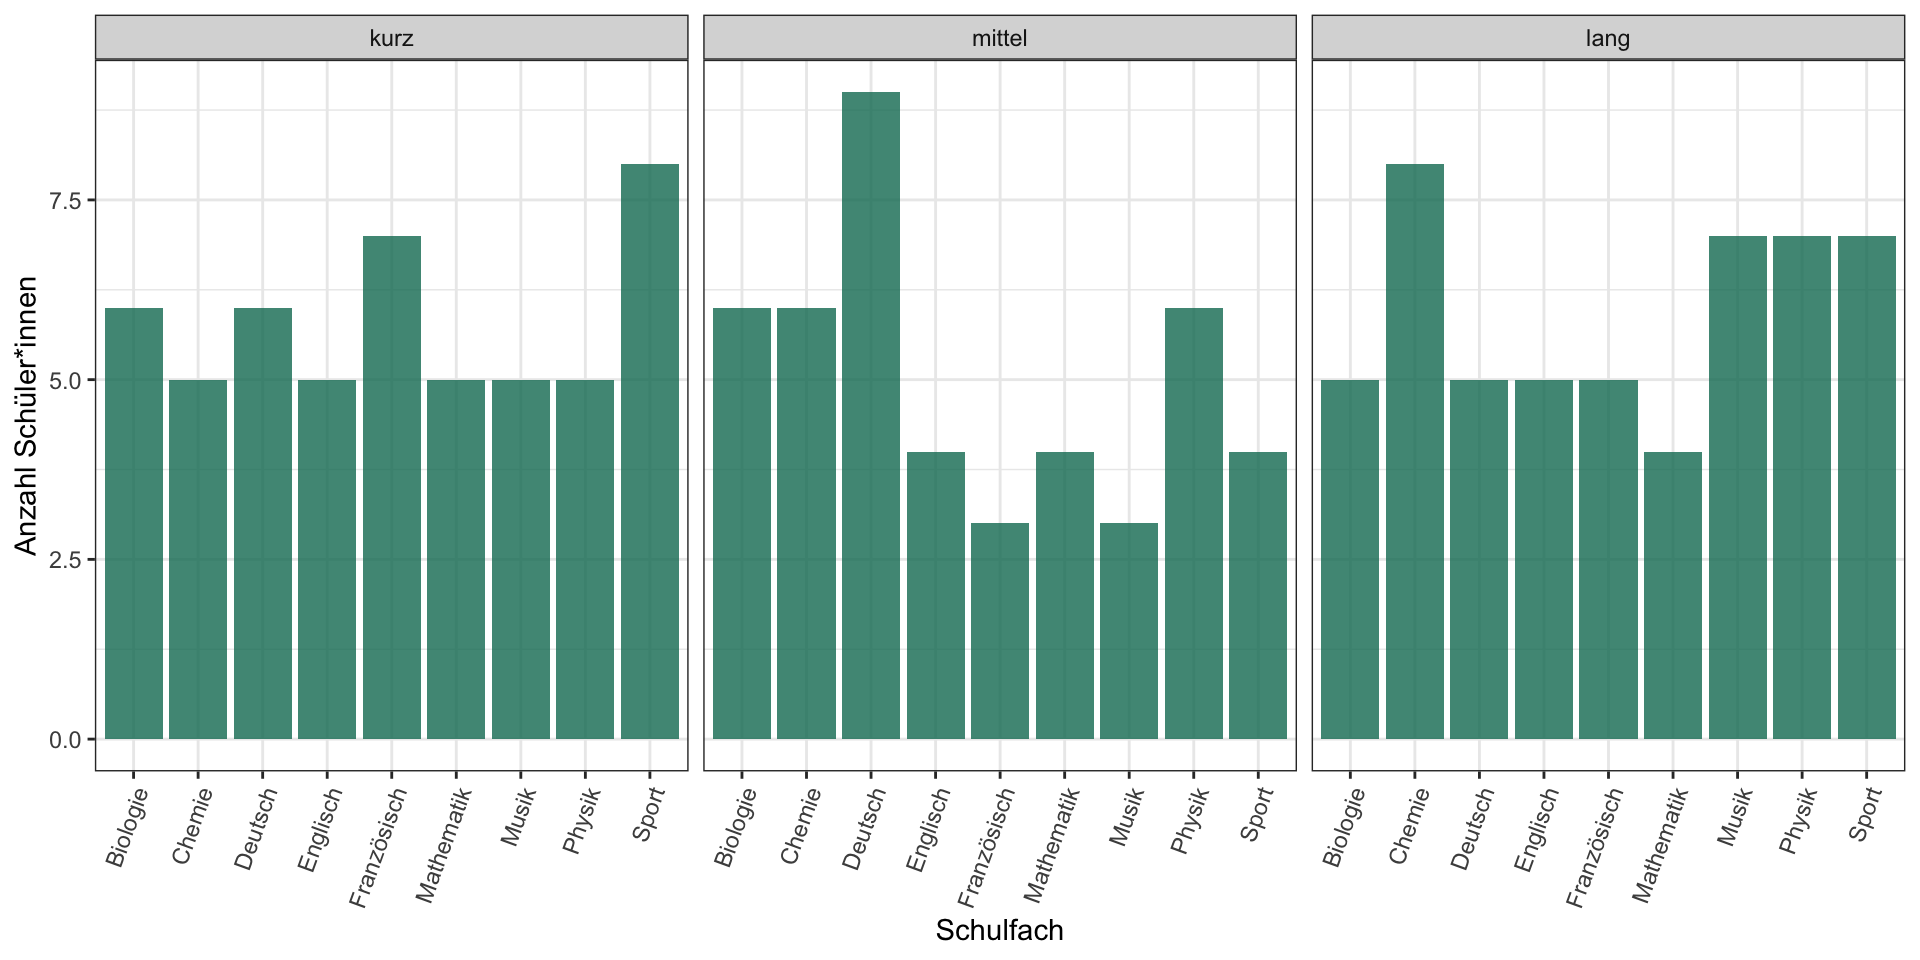 kurz
mittel
lang
Anzahl Schüler*innen
7.5
5.0
2.5
0.0
Biologie
Chemie
Deutsch
Englisch
Französisch
Mathematik
Musik
Physik
Sport
Biologie
Chemie
Deutsch
Englisch
Französisch
Mathematik
Musik
Physik
Sport
Biologie
Chemie
Deutsch
Englisch
Französisch
Mathematik
Musik
Physik
Sport
Schulfach